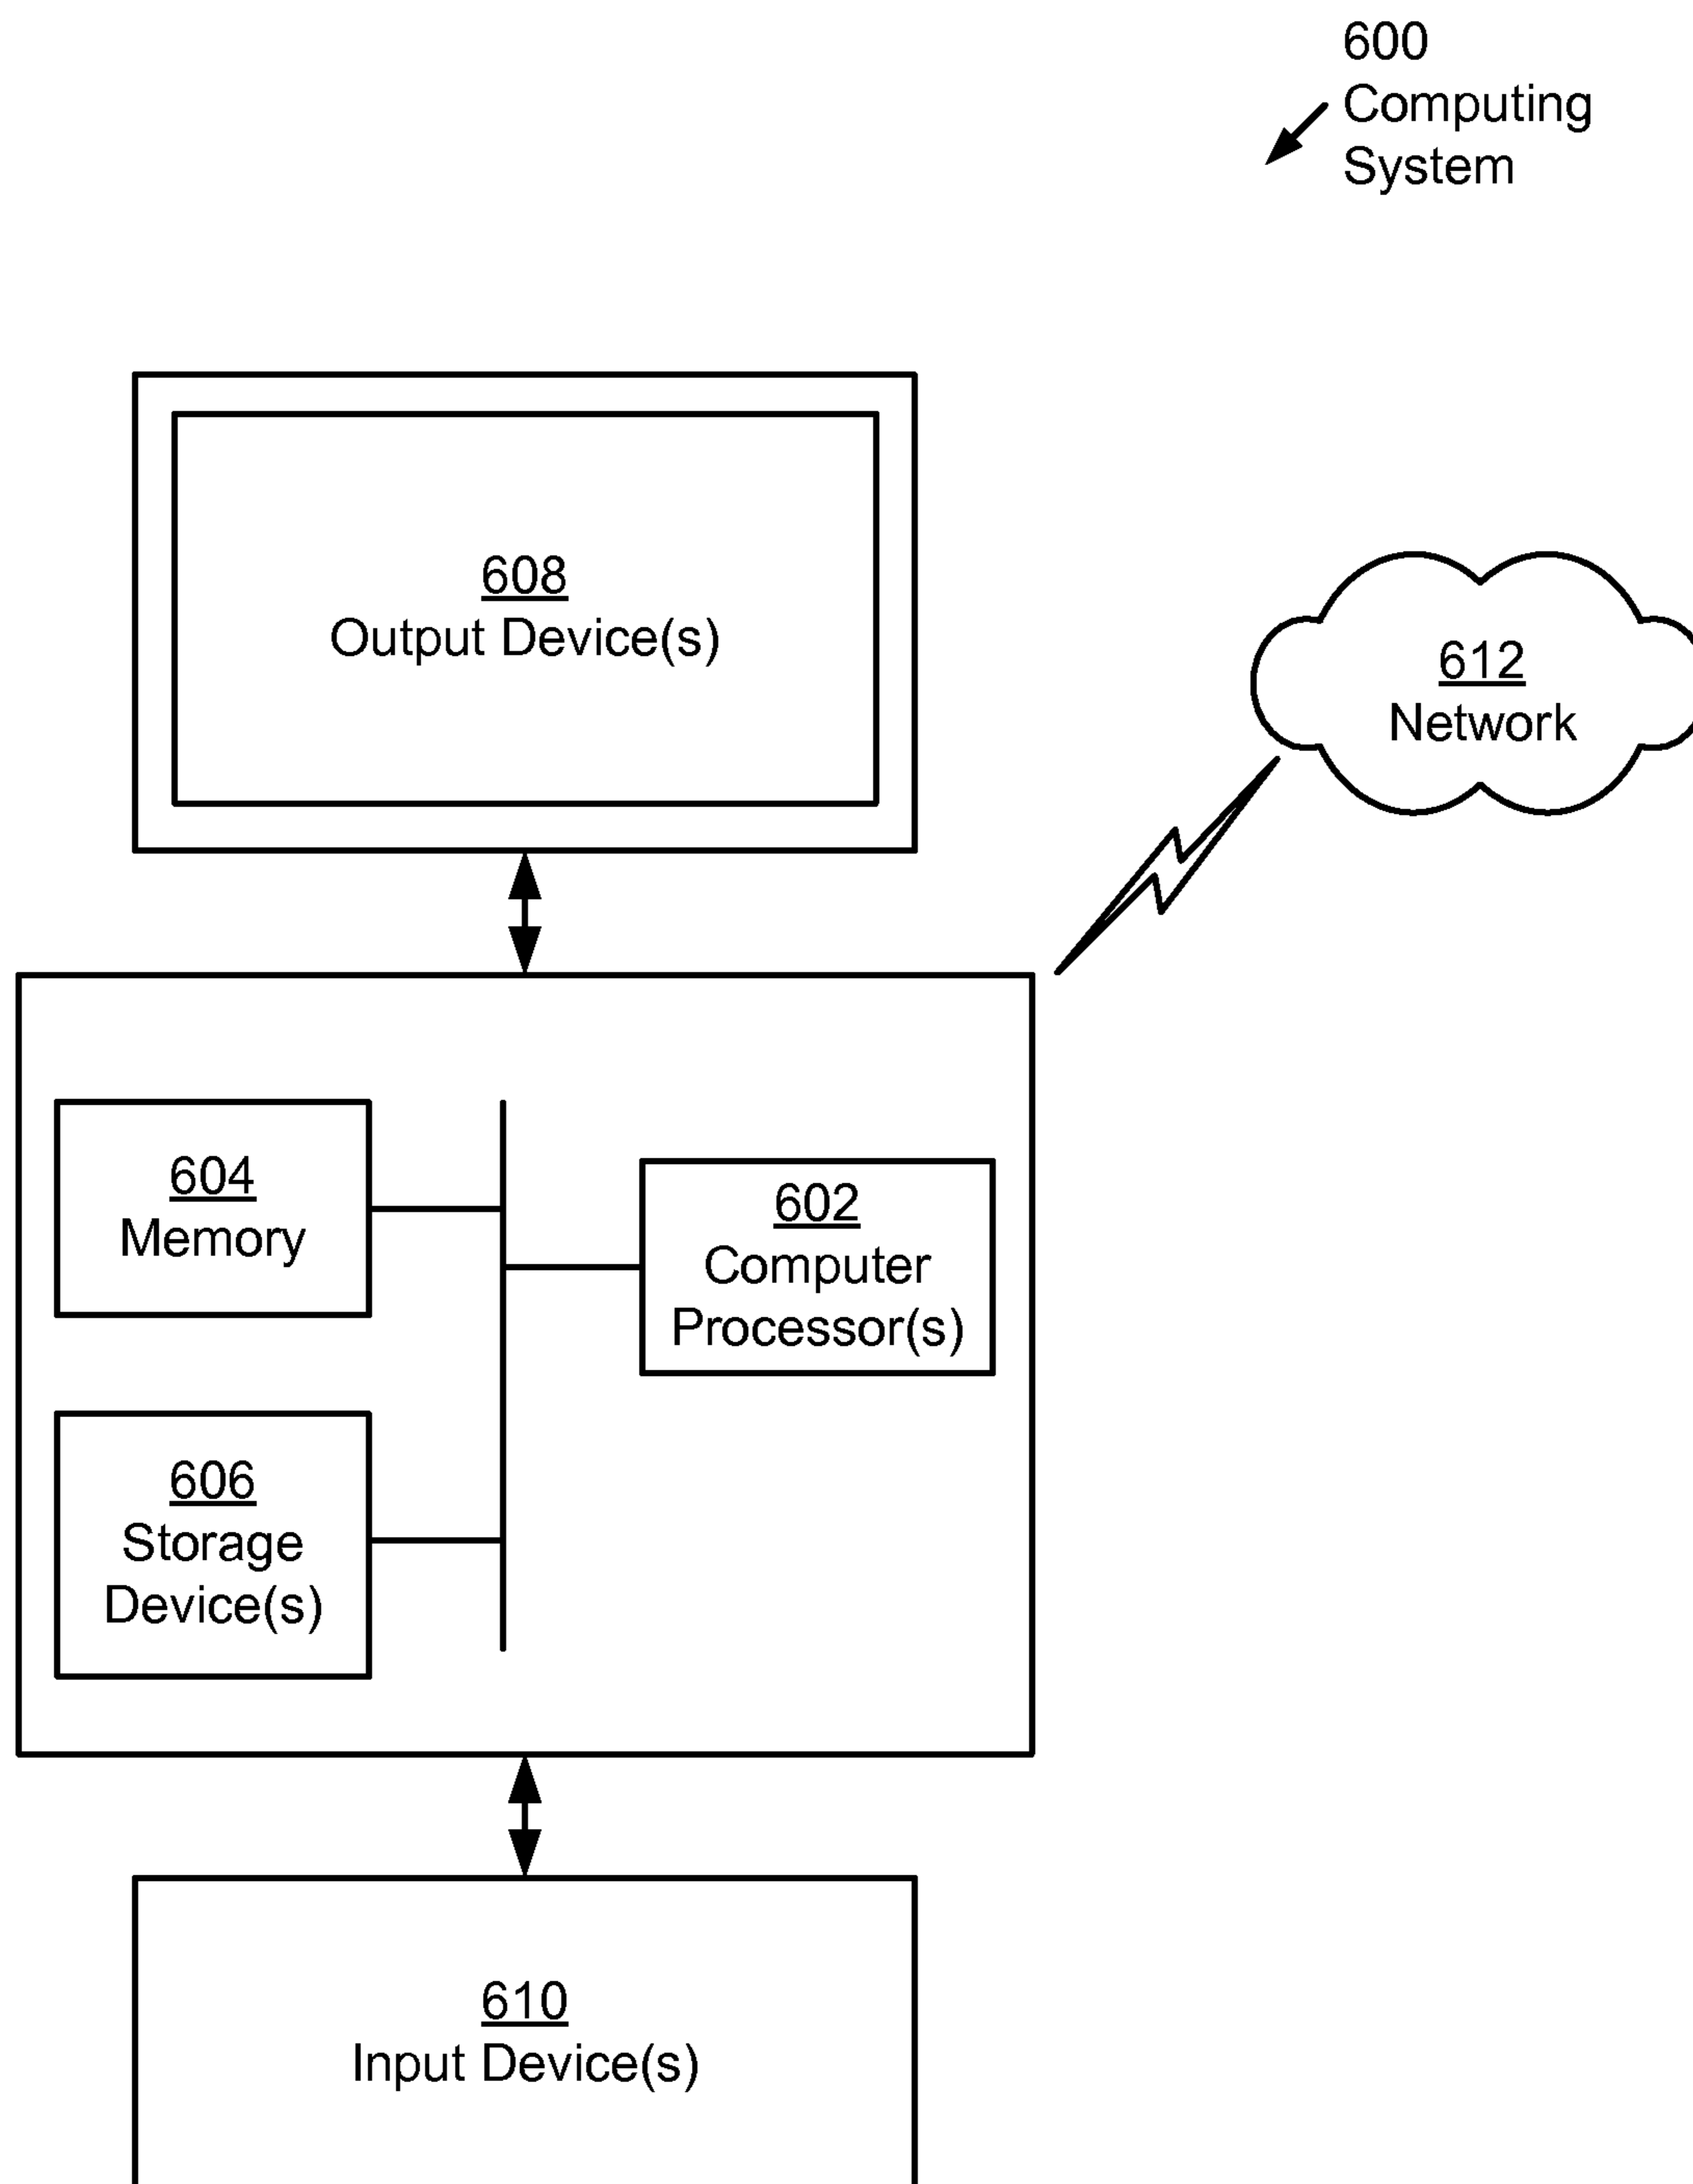 600
Computing
System
608
Output Device(s)
612
Network
604
Memory
602
Computer
Processor(s)
606
Storage
Device(s)
610
Input Device(s)